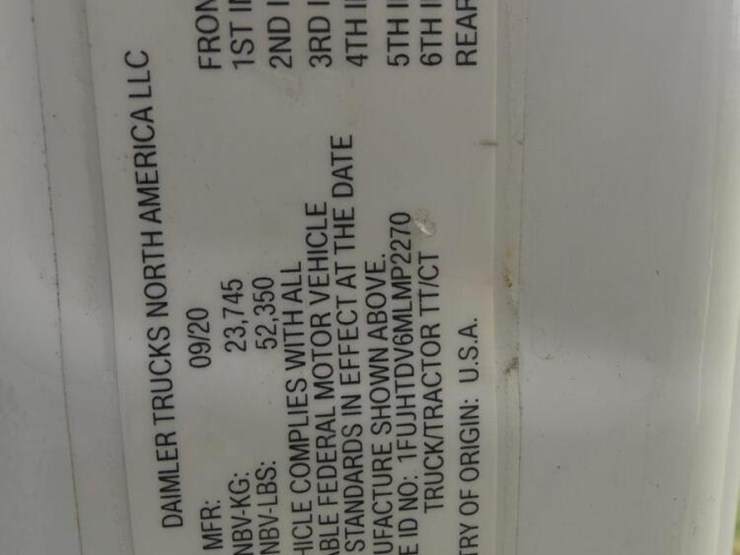 DAIMLER TRUCKS NORTH AMERICA LLC
MFR: 09/20
NBV-KG: 23,745
NBV-LBS: 52,350
HICLE COMPLIES WITH ALL
ABLE FEDERAL MOTOR VEHICLE
STANDARDS IN EFFECT AT THE DATE
UFACTURE SHOWN ABOVE.
E ID NO: 1FUJHTDV6MLMP2270
TRUCK/TRACTOR TT/CT
TRY OF ORIGIN: U.S.A.
FRON
1ST I
2ND I
3RD I
4TH I
5TH I
6TH I
REAR